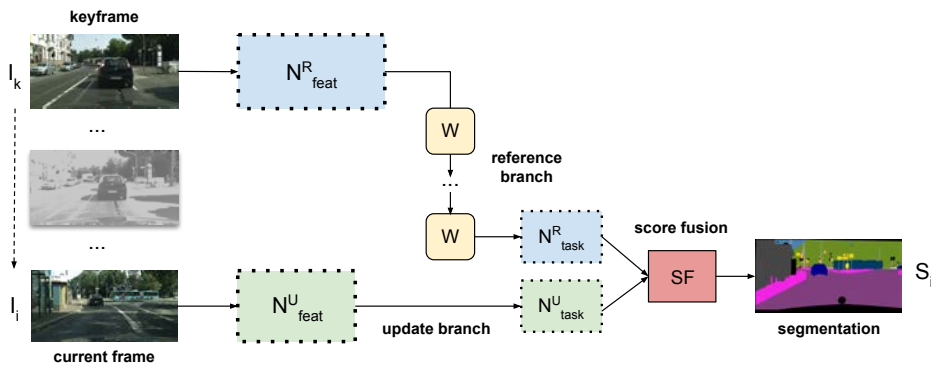 keyframe
I_k
N^R_feat
...
W
reference
branch
...
...
W
N^R_task
score fusion
SF
I_i
N^U_feat
update branch
N^U_task
S_i
current frame
segmentation